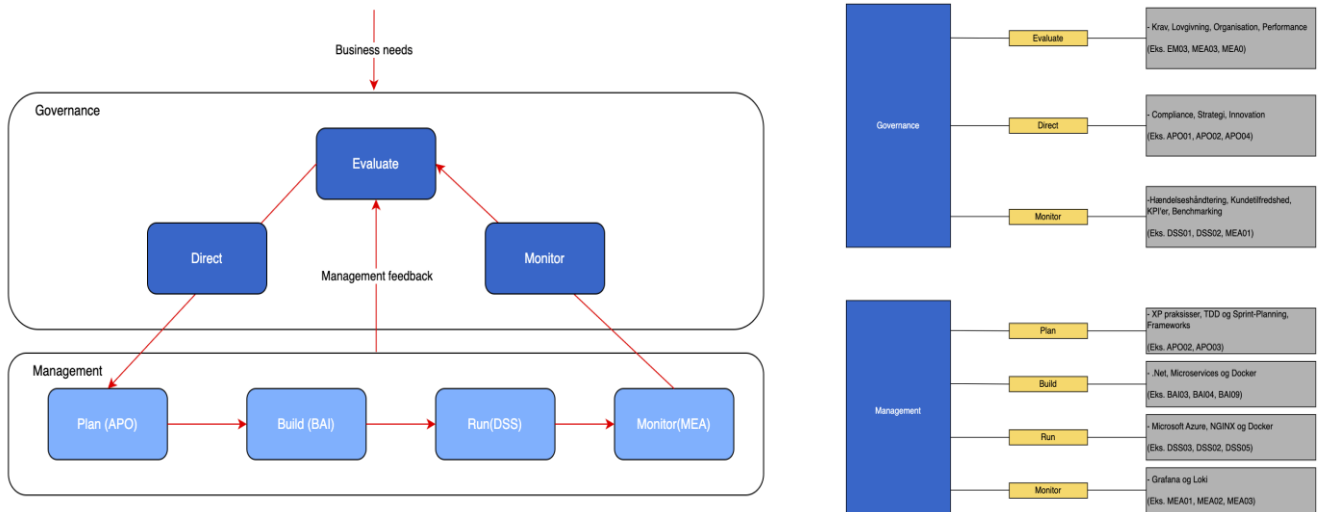 Business needs
Governance
Evaluate
Direct
Management feedback
Monitor
Management
Plan (APO)
Build (BAI)
Run(DSS)
Monitor(MEA)
Governance
Evaluate
- Krav, Lovgivning, Organisation, Performance
(Eks. EM03, MEA03, MEA0)
Direct
- Compliance, Strategi, Innovation
(Eks. APO01, APO02, APO04)
Monitor
-Hændelseshåndtering, Kundetilfredshed,
KPI'er, Benchmarking
(Eks. DSS01, DSS02, MEA01)
Management
Plan
- XP praksisser, TDD og Sprint-Planning,
Frameworks
(Eks. APO02, APO03)
Build
- .Net, Microservices og Docker
(Eks. BAI03, BAI04, BAI09)
Run
- Microsoft Azure, NGINX og Docker
(Eks. DSS03, DSS02, DSS05)
Monitor
- Grafana og Loki
(Eks. MEA01, MEA02, MEA03)